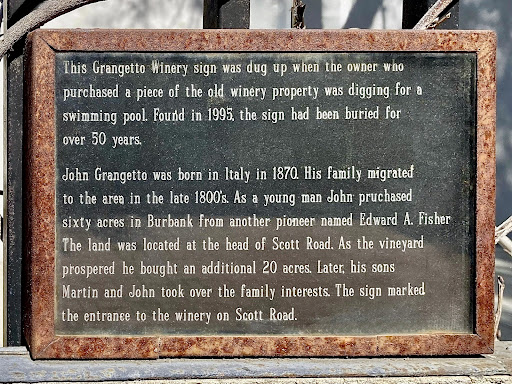 This Grangetto Winery sign was dug up when the owner who
purchased a piece of the old winery property was digging for a
swimming pool. Found in 1995, the sign had been buried for
over 50 years.
John Grangetto was born in Italy in 1870. His family migrated
to the area in the late 1800's. As a young man John pruchased
sixty acres in Burbank from another pioneer named Edward A. Fisher
The land was located at the head of Scott Road. As the vineyard
prospered he bought an additional 20 acres. Later, his sons
Martin and John took over the family interests. The sign marked
the entrance to the winery on Scott Road.